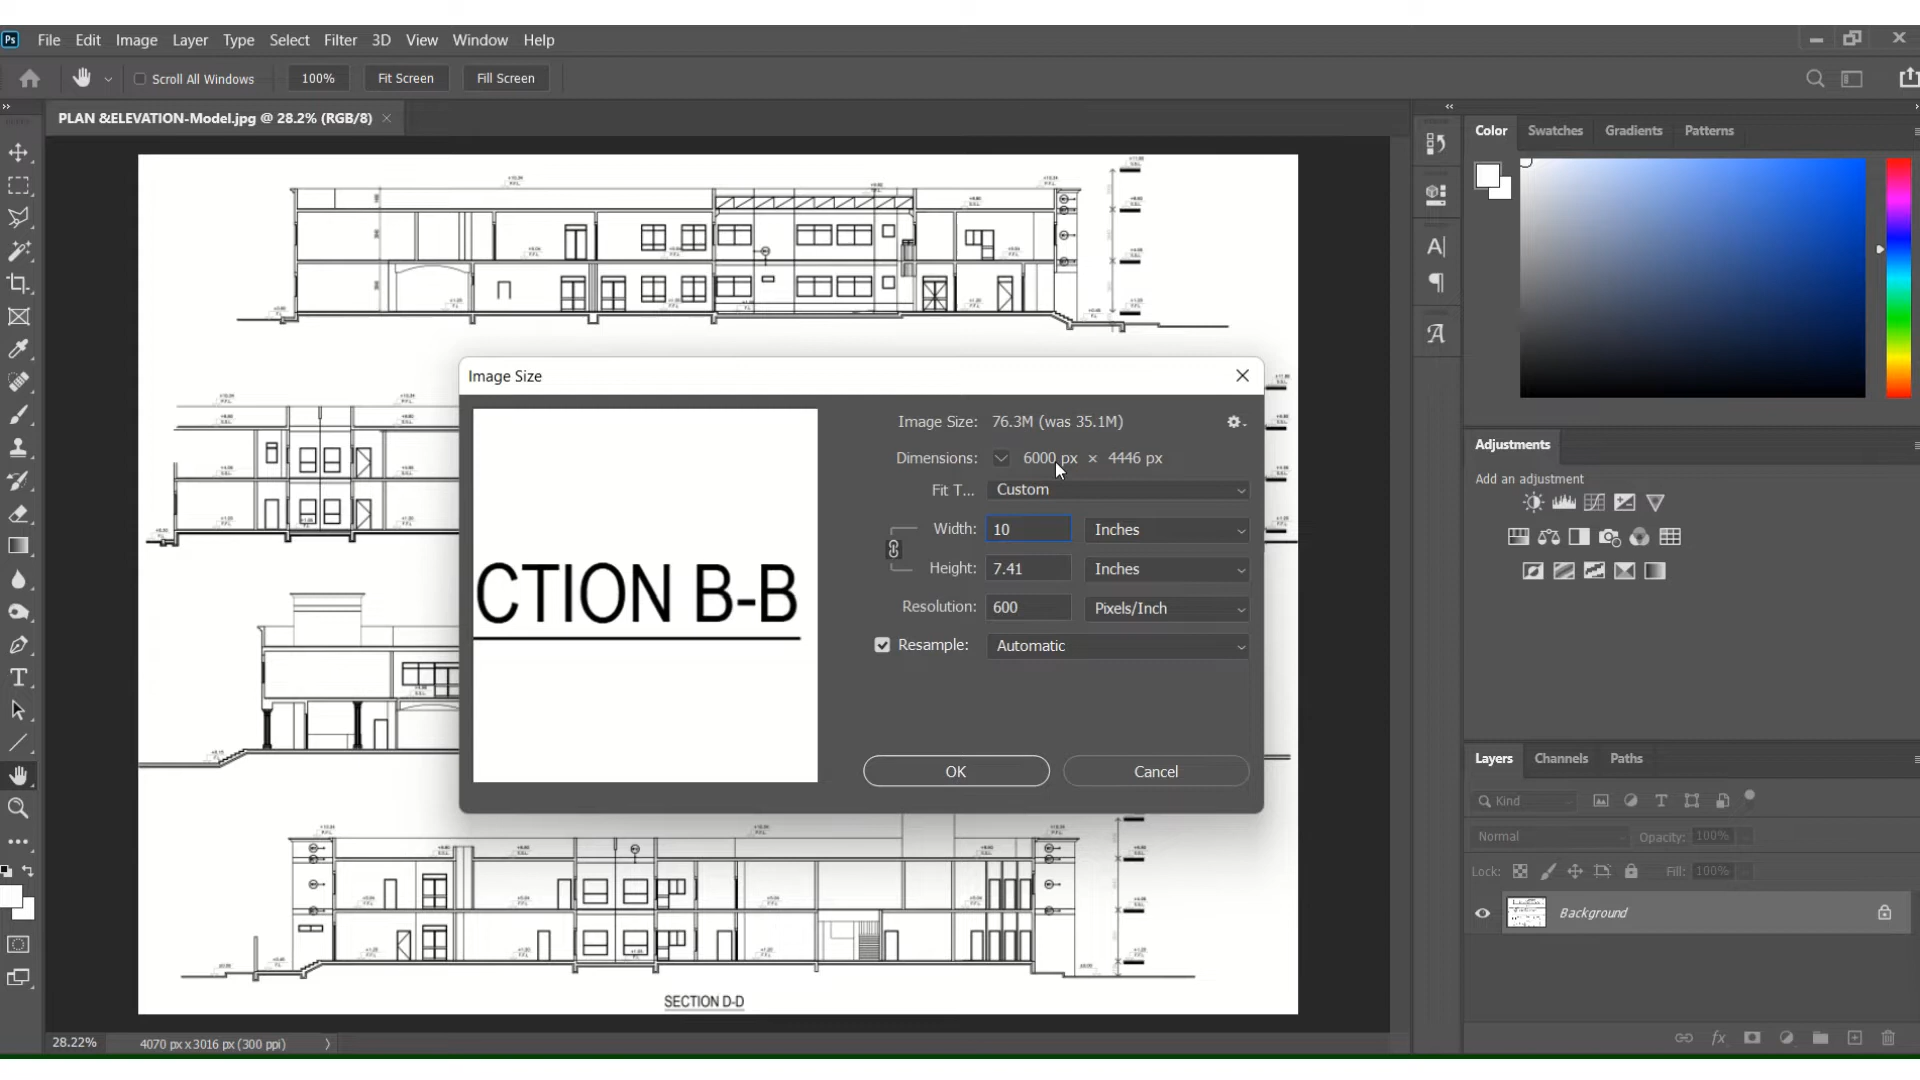 Ps File Edit Image Layer Type Select Filter 3D View Window Help
Scroll All Windows 100% Fit Screen Fill Screen
PLAN &ELEVATION-Model.jpg @ 28.2% (RGB/8)
Color Swatches Gradients Patterns
Image Size
Image Size: 76.3M (was 35.1M)
Dimensions: 6000 px × 4446 px
Fit T... Custom
Width: 10 Inches
Height: 7.41 Inches
Resolution: 600 Pixels/Inch
Resample: Automatic
OK Cancel
CTION B-B
Adjustments
Add an adjustment
Layers Channels Paths
Kind
Normal Opacity: 100%
Lock: Fill: 100%
Background
SECTION D-D
28.22% 4070 px x 3016 px (300 ppi)